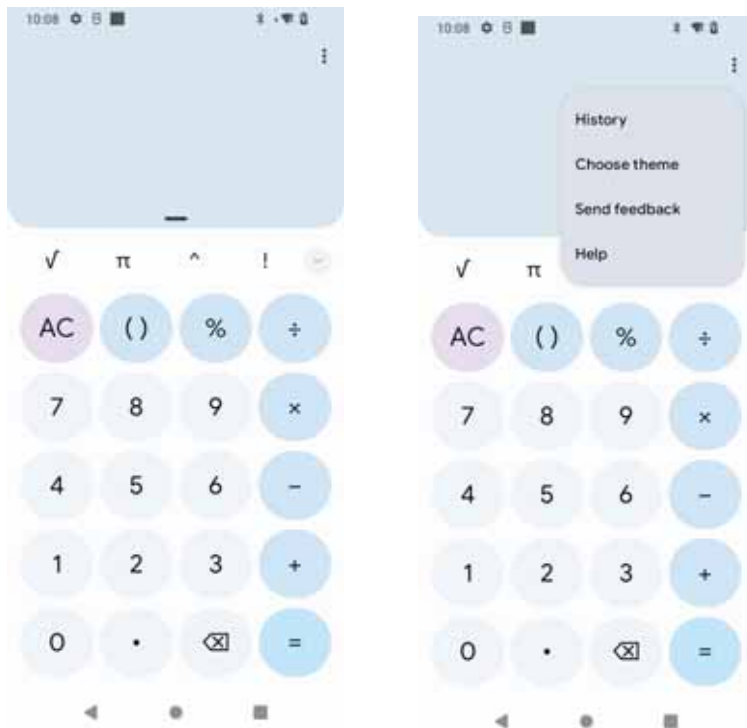 10:08
√ π ^ !
AC ( ) % ÷
7 8 9 ×
4 5 6 −
1 2 3 +
0 . =
10:08
History
Choose theme
Send feedback
Help
√ π
AC ( ) % ÷
7 8 9 ×
4 5 6 −
1 2 3 +
0 . =